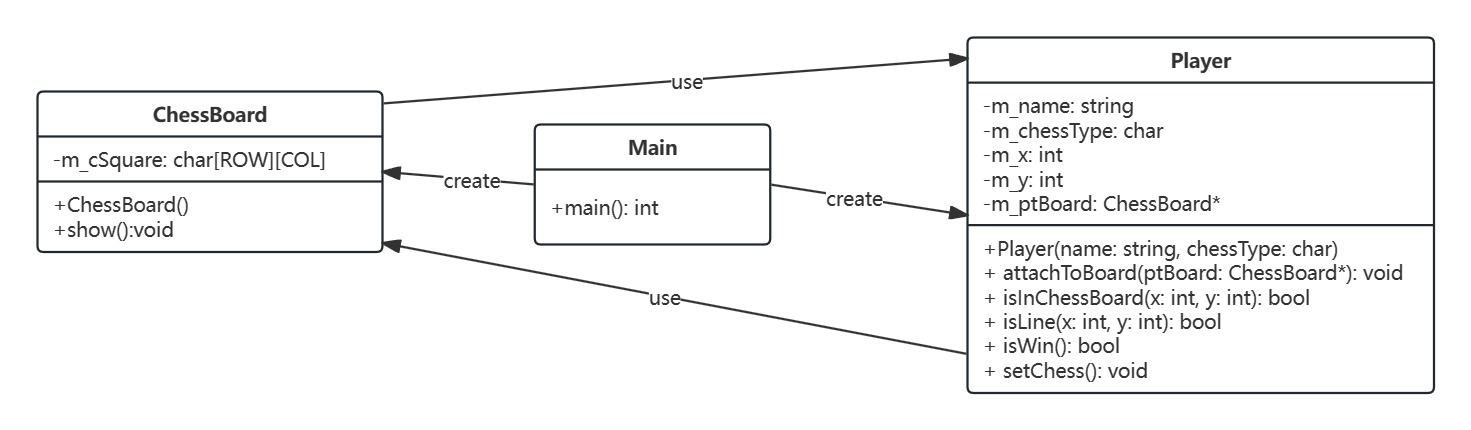 ChessBoard
-m_cSquare: char[ROW][COL]
+ChessBoard()
+show():void
use
create
use
Main
+main(): int
create
Player
-m_name: string
-m_chessType: char
-m_x: int
-m_y: int
-m_ptBoard: ChessBoard*
+Player(name: string, chessType: char)
+ attachToBoard(ptBoard: ChessBoard*): void
+ isInChessBoard(x: int, y: int): bool
+ isLine(x: int, y: int): bool
+ isWin(): bool
+ setChess(): void